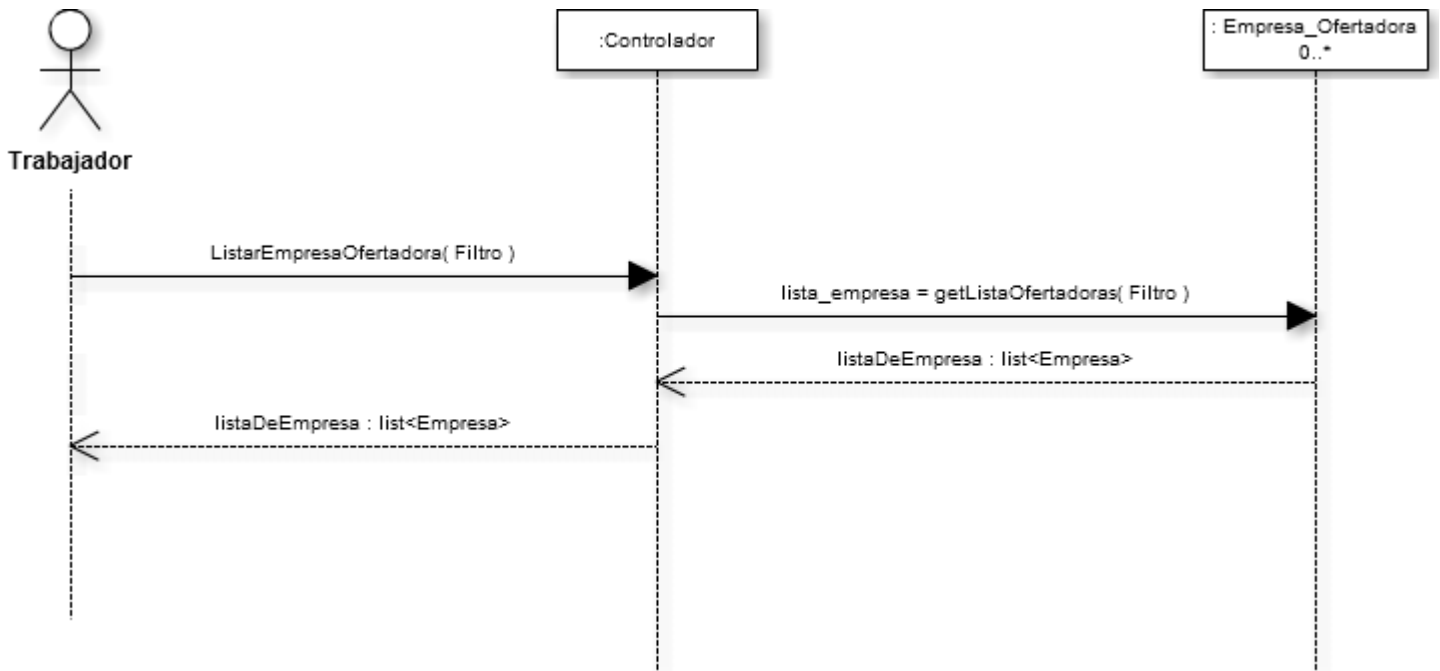 :Controlador
: Empresa_Ofertadora
0..*
Trabajador
ListarEmpresaOfertadora( Filtro )
lista_empresa = getListaOfertadoras( Filtro )
listaDeEmpresa : list<Empresa>
listaDeEmpresa : list<Empresa>